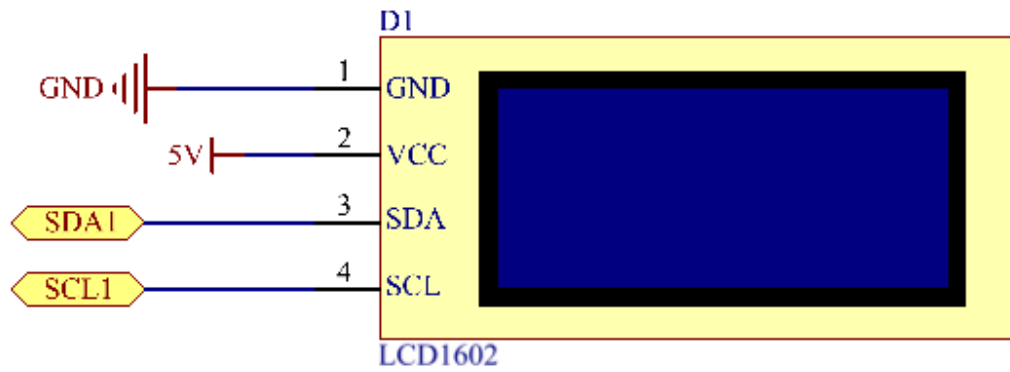 D1
GND 1 GND
5V 2 VCC
SDA1 3 SDA
SCL1 4 SCL
LCD1602